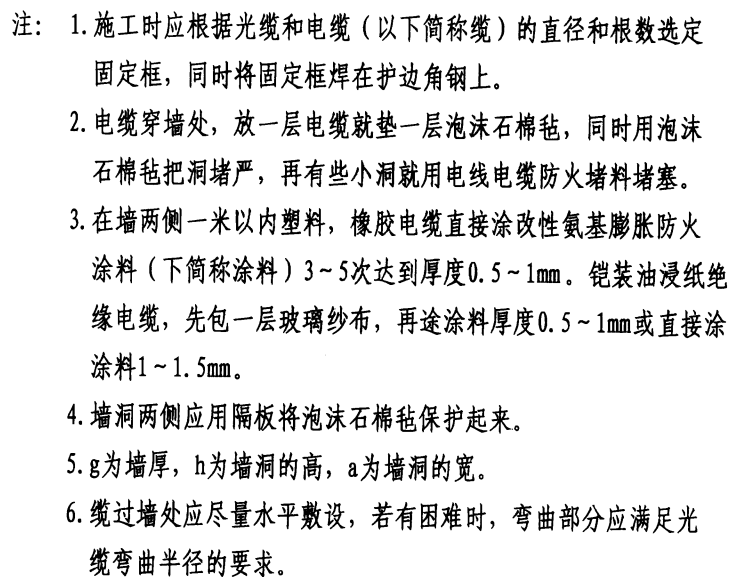 注： 1. 施工时应根据光缆和电缆（以下简称缆）的直径和根数选定
固定框，同时将固定框焊在护边角钢上。
2. 电缆穿墙处，放一层电缆就垫一层泡沫石棉毡，同时用泡沫
石棉毡把洞堵严，再有些小洞就用电线电缆防火堵料堵塞。
3. 在墙两侧一米以内塑料，橡胶电缆直接涂改性氨基膨胀防火
涂料（下简称涂料）3～5次达到厚度0.5～1mm。铠装油浸纸绝
缘电缆，先包一层玻璃纱布，再途涂料厚度0.5～1mm或直接涂
涂料1～1.5mm。
4. 墙洞两侧应用隔板将泡沫石棉毡保护起来。
5. g为墙厚，h为墙洞的高，a为墙洞的宽。
6. 缆过墙处应尽量水平敷设，若有困难时，弯曲部分应满足光
缆弯曲半径的要求。